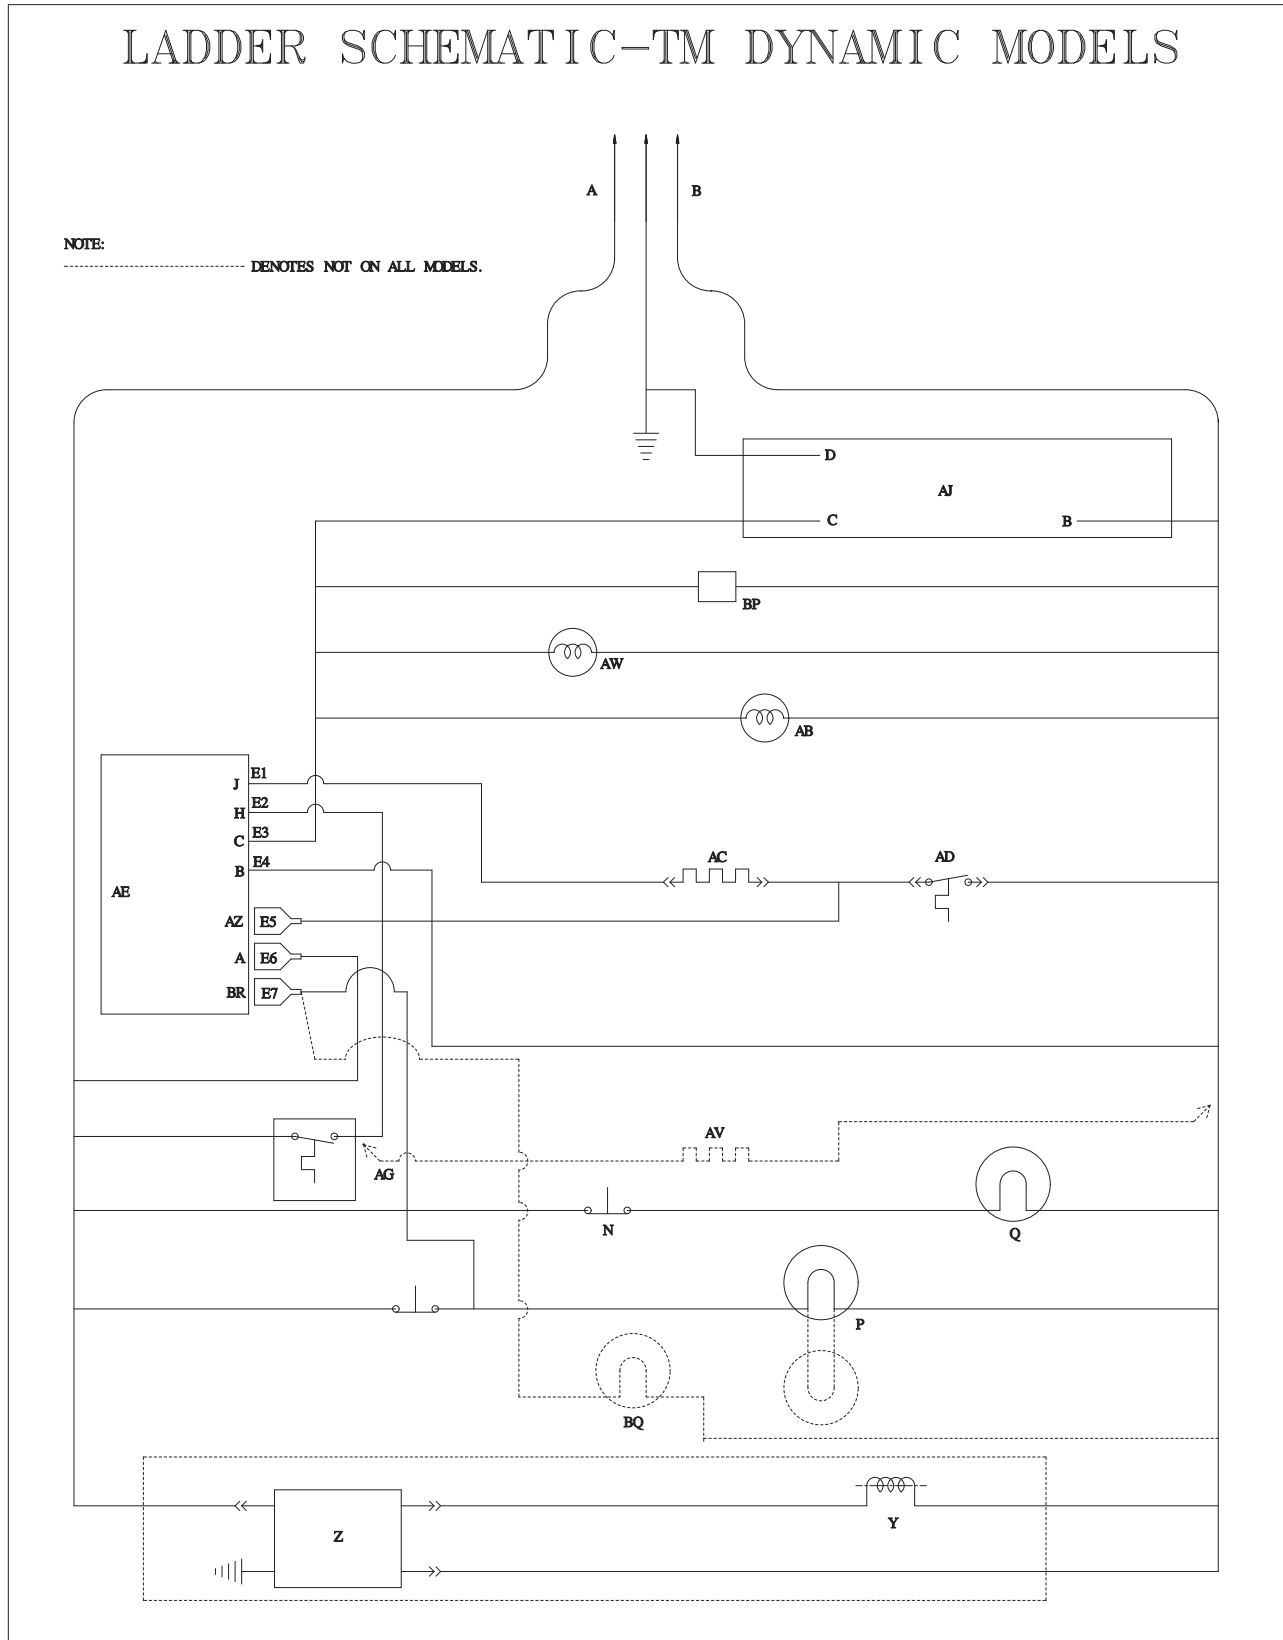 LADDER SCHEMATIC-TM DYNAMIC MODELS
A B
NOTE:
DENOTES NOT ON ALL MODELS.
D
AJ
C B
BP
AW
AB
E1
J
E2
H
E3
C
E4
B
AC AD
AE
AZ E5
A E6
BR E7
AV
AG
N Q
P
BQ
Z Y